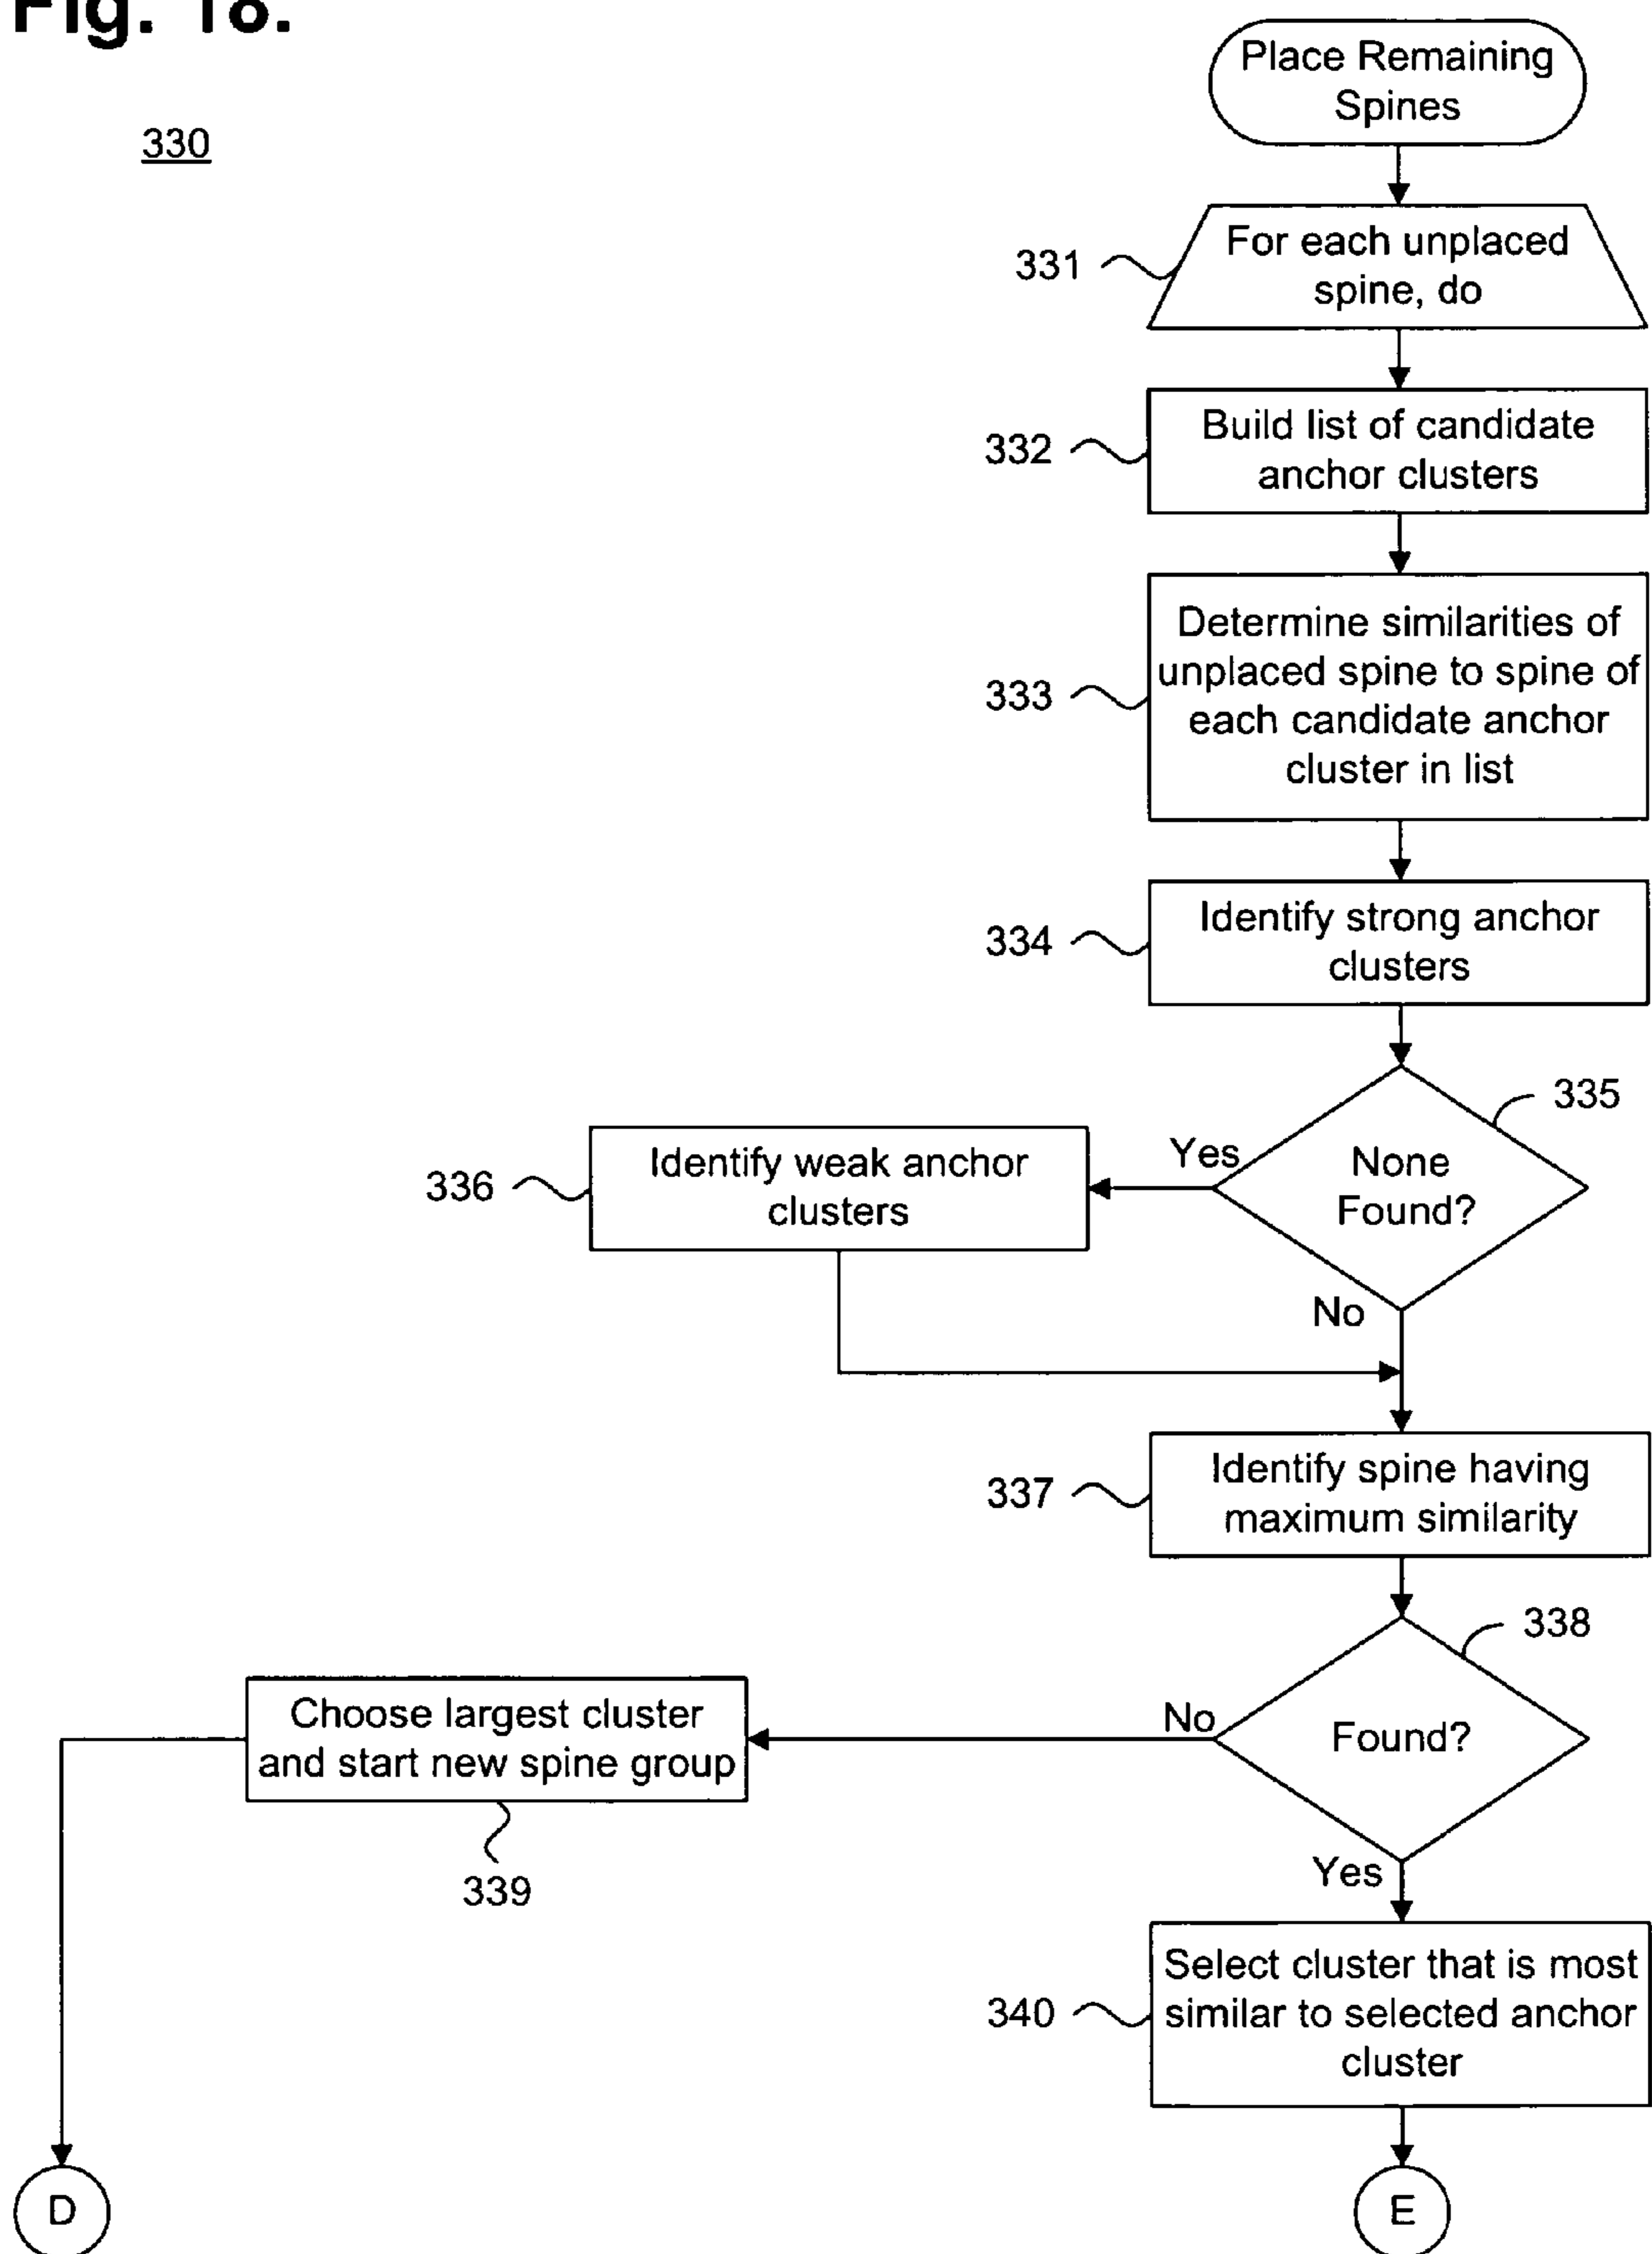 Fig. 18.
330
Place Remaining
Spines
331
For each unplaced
spine, do
332
Build list of candidate
anchor clusters
333
Determine similarities of
unplaced spine to spine of
each candidate anchor
cluster in list
334
Identify strong anchor
clusters
335
None
Found?
Yes
336
Identify weak anchor
clusters
No
337
Identify spine having
maximum similarity
338
Found?
No
Choose largest cluster
and start new spine group
339
Yes
340
Select cluster that is most
similar to selected anchor
cluster
D
E